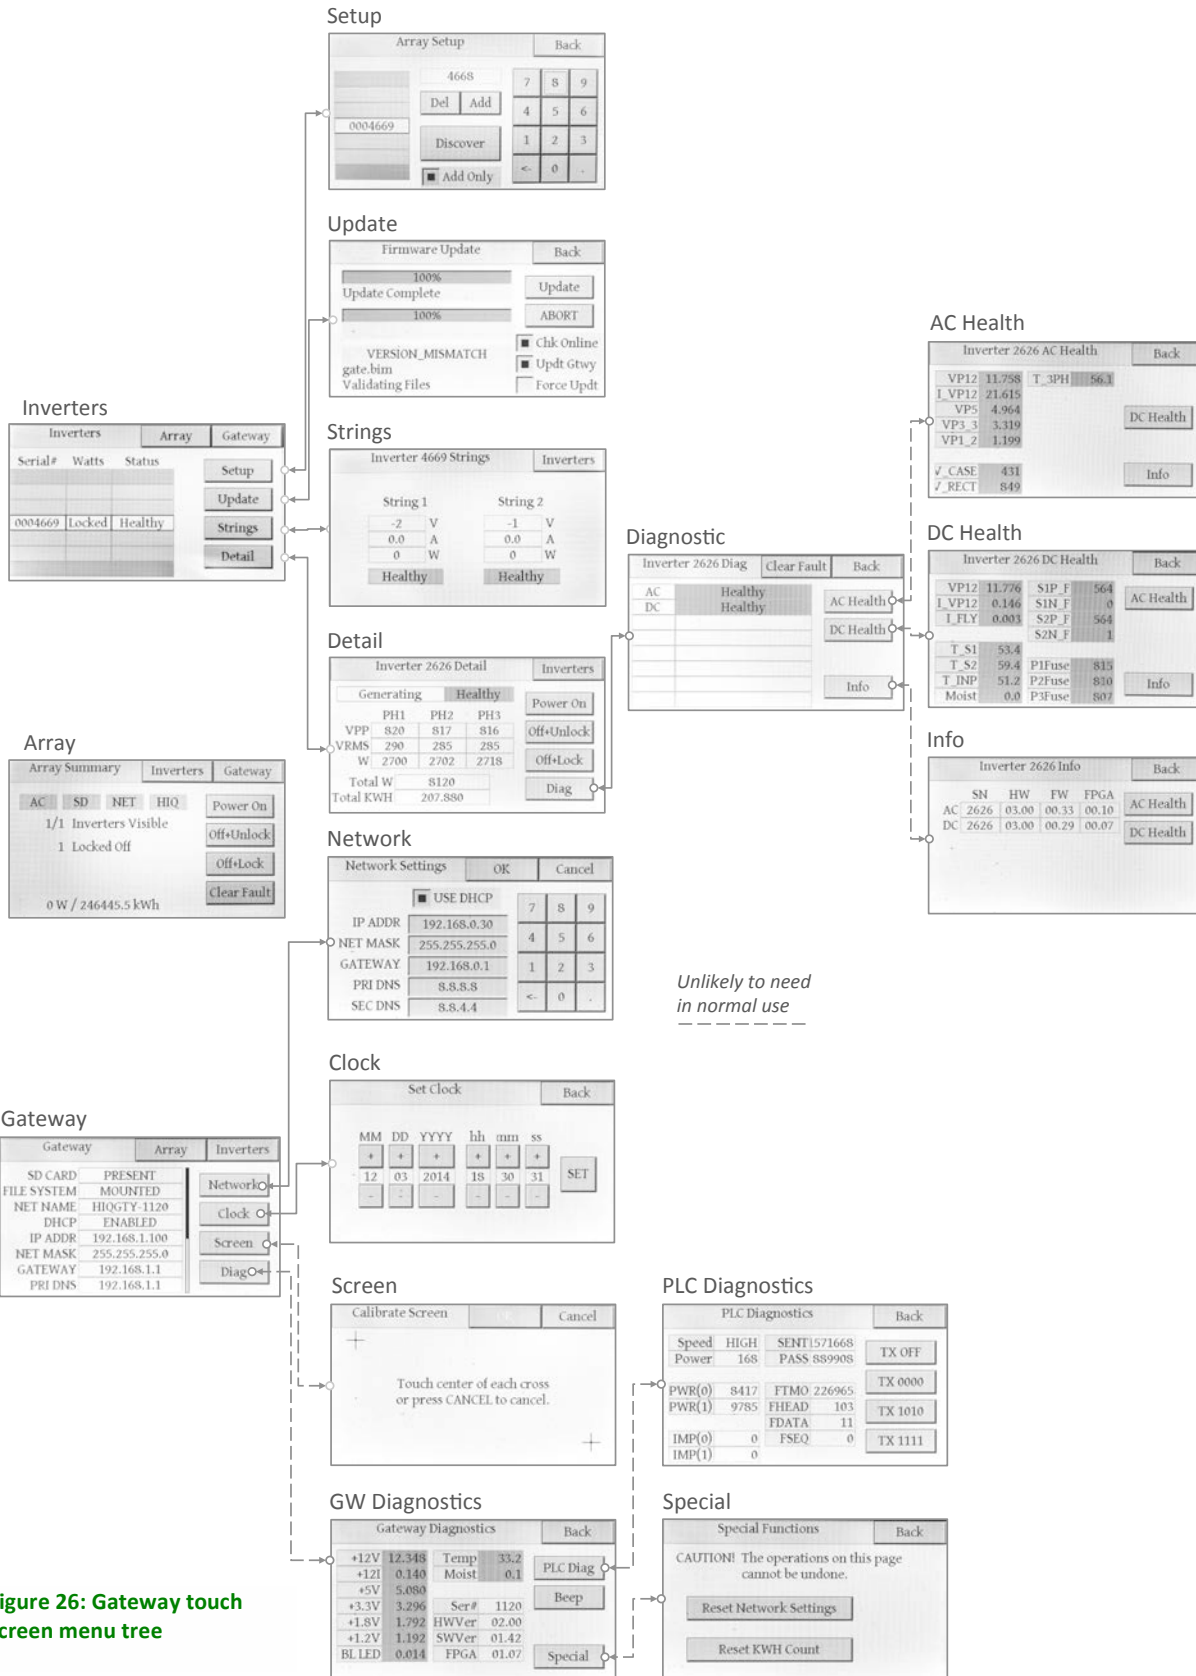 Setup
Array Setup Back
4668
7 8 9
Del Add
4 5 6
0004669
Discover
1 2 3
Add Only
<- 0 .
Update
Firmware Update Back
100%
Update Complete
Update
100%
ABORT
Chk Online
VERSION_MISMATCH
Updt Gtwy
gate.bim
Validating Files
Force Updt
Inverters
Inverters Array Gateway
Serial# Watts Status
Setup
Update
0004669 Locked Healthy
Strings
Detail
Strings
Inverter 4669 Strings Inverters
String 1 String 2
-2 V -1 V
0.0 A 0.0 A
0 W 0 W
Healthy Healthy
Detail
Inverter 2626 Detail Inverters
Generating Healthy
Power On
PH1 PH2 PH3
VPP 820 817 816
Off+Unlock
VRMS 290 285 285
W 2700 2702 2718
Off+Lock
Total W 8120
Diag
Total KWH 207.880
Diagnostic
Inverter 2626 Diag Clear Fault Back
AC Healthy
AC Health
DC Healthy
DC Health
Info
AC Health
Inverter 2626 AC Health Back
VP12 11.758 T_3PH 56.1
I_VP12 21.615
VP5 4.964
DC Health
VP3_3 3.319
VP1_2 1.199
V_CASE 431
Info
V_RECT 849
DC Health
Inverter 2626 DC Health Back
VP12 11.776 S1P_F 564
AC Health
I_VP12 0.146 S1N_F 0
I_FLY 0.003 S2P_F 564
S2N_F 1
T_S1 53.4
T_S2 59.4 P1Fuse 815
T_INP 51.2 P2Fuse 810
Info
Moist 0.0 P3Fuse 807
Info
Inverter 2626 Info Back
SN HW FW FPGA
AC 2626 03.00 00.33 00.10
AC Health
DC 2626 03.00 00.29 00.07
DC Health
Array
Array Summary Inverters Gateway
AC SD NET HIQ
Power On
1/1 Inverters Visible
Off+Unlock
1 Locked Off
Off+Lock
Clear Fault
0 W / 246445.5 kWh
Network
Network Settings OK Cancel
USE DHCP
7 8 9
IP ADDR 192.168.0.30
4 5 6
NET MASK 255.255.255.0
GATEWAY 192.168.0.1
1 2 3
PRI DNS 8.8.8.8
<- 0 .
SEC DNS 8.8.4.4
Unlikely to need
in normal use
Clock
Set Clock Back
MM DD YYYY hh mm ss
+ + + + + +
12 03 2014 18 30 31
SET
- - - - - -
Gateway
Gateway Array Inverters
SD CARD PRESENT
FILE SYSTEM MOUNTED
Network
NET NAME HIQGTY-1120
DHCP ENABLED
Clock
IP ADDR 192.168.1.100
Screen
NET MASK 255.255.255.0
GATEWAY 192.168.1.1
Diag
PRI DNS 192.168.1.1
Screen
Calibrate Screen Cancel
Touch center of each cross
or press CANCEL to cancel.
PLC Diagnostics
PLC Diagnostics Back
Speed HIGH SENT 1571668
Power 168 PASS 889908
TX OFF
PWR(0) 8417 FTMO 226965
TX 0000
PWR(1) 9785 FHEAD 103
TX 1010
FDATA 11
IMP(0) 0 FSEQ 0
TX 1111
IMP(1) 0
GW Diagnostics
Gateway Diagnostics Back
+12V 12.348 Temp 33.2
+12I 0.140 Moist 0.1
PLC Diag
+5V 5.080
Beep
+3.3V 3.296 Ser# 1120
+1.8V 1.792 HWVer 02.00
+1.2V 1.192 SWVer 01.42
BL LED 0.014 FPGA 01.07
Special
Special
Special Functions Back
CAUTION! The operations on this page
cannot be undone.
Reset Network Settings
Reset KWH Count
igure 26: Gateway touch
creen menu tree